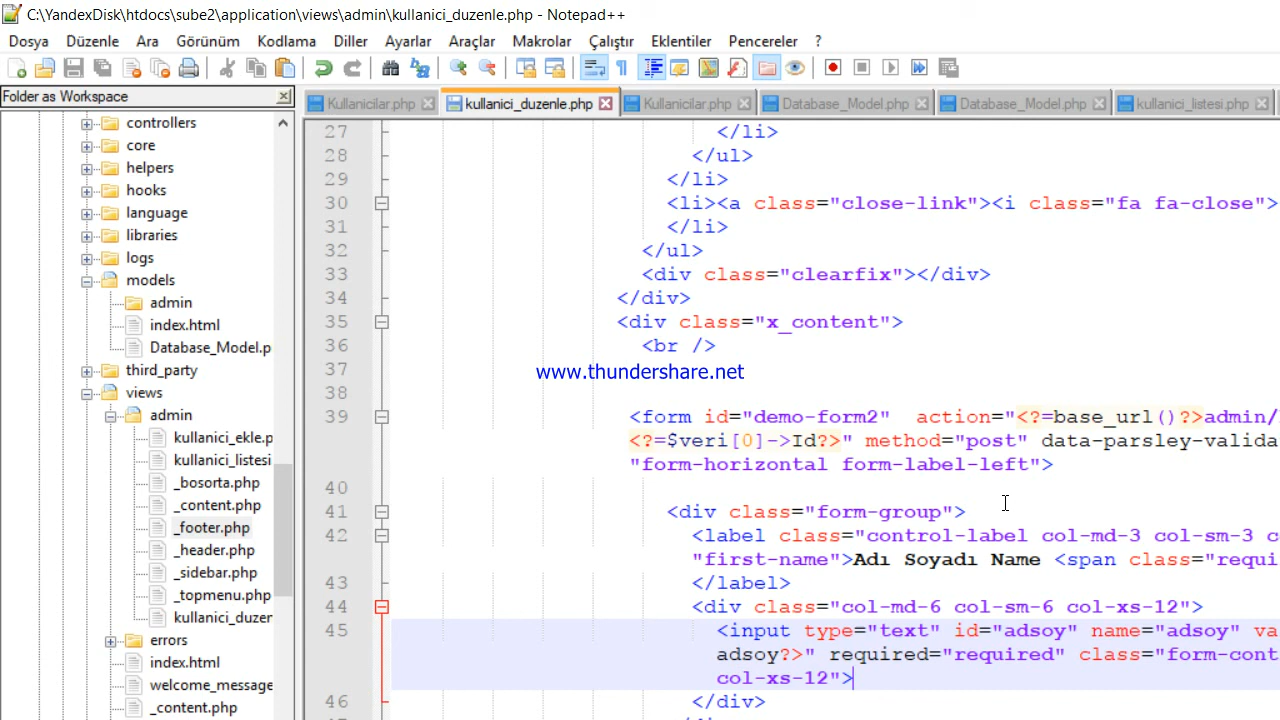 C:\YandexDisk\htdocs\sube2\application\views\admin\kullanici_duzenle.php - Notepad++
Dosya Düzenle Ara Görünüm Kodlama Diller Ayarlar Araçlar Makrolar Çalıştır Eklentiler Pencereler ?
Folder as Workspace
Kullanicilar.php kullanici_duzenle.php Kullanicilar.php Database_Model.php Database_Model.php kullanici_listesi.php
controllers
core
helpers
hooks
language
libraries
logs
models
admin
index.html
Database_Model.p
third_party
views
admin
kullanici_ekle.p
kullanici_listesi
_bosorta.php
_content.php
_footer.php
_header.php
_sidebar.php
_topmenu.php
kullanici_duzer
errors
index.html
welcome_message
_content.php
27 </li>
28 </ul>
29 </li>
30 <li><a class="close-link"><i class="fa fa-close">
31 </li>
32 </ul>
33 <div class="clearfix"></div>
34 </div>
35 <div class="x_content">
36 <br />
37
www.thundershare.net
38
39 <form id="demo-form2"  action="<?=base_url()?>admin/
<?=$veri[0]->Id?>" method="post" data-parsley-valida
"form-horizontal form-label-left">
40
41 <div class="form-group">
42 <label class="control-label col-md-3 col-sm-3 c
"first-name">Adı Soyadı Name <span class="requi
43 </label>
44 <div class="col-md-6 col-sm-6 col-xs-12">
45 <input type="text" id="adsoy" name="adsoy" va
adsoy?>" required="required" class="form-cont
col-xs-12">
46 </div>